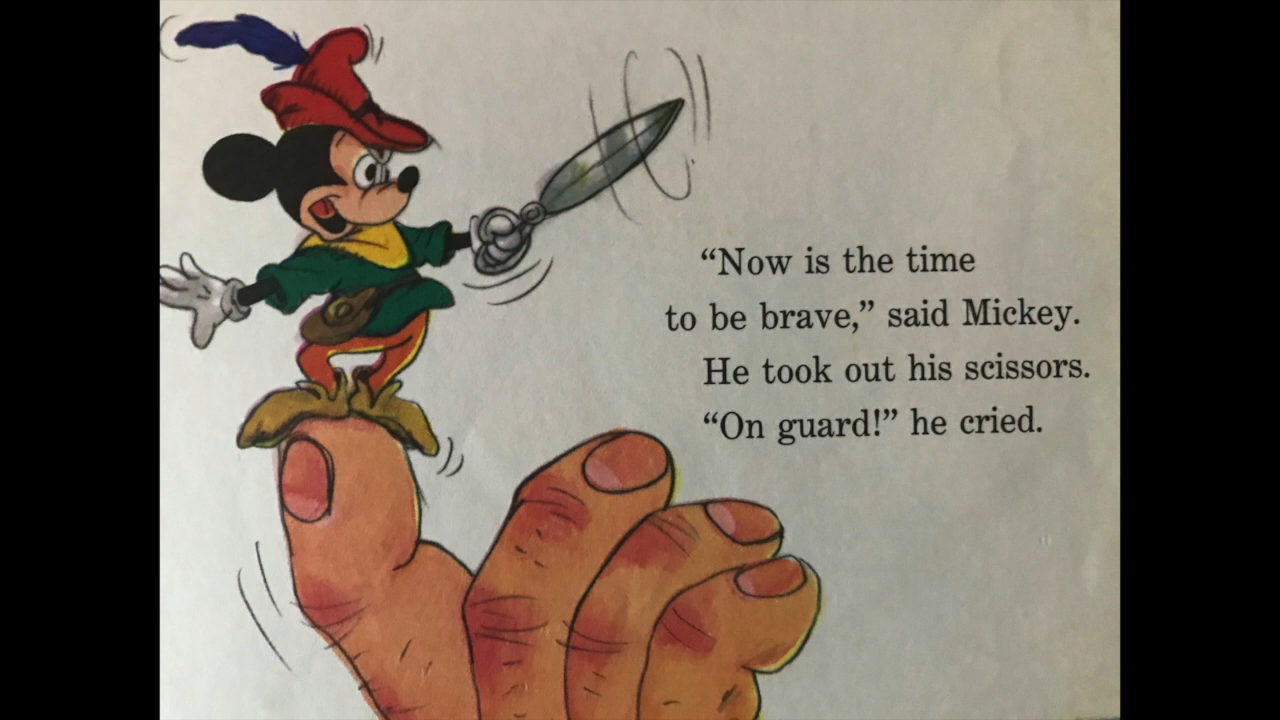 “Now is the time
to be brave,” said Mickey.
He took out his scissors.
“On guard!” he cried.